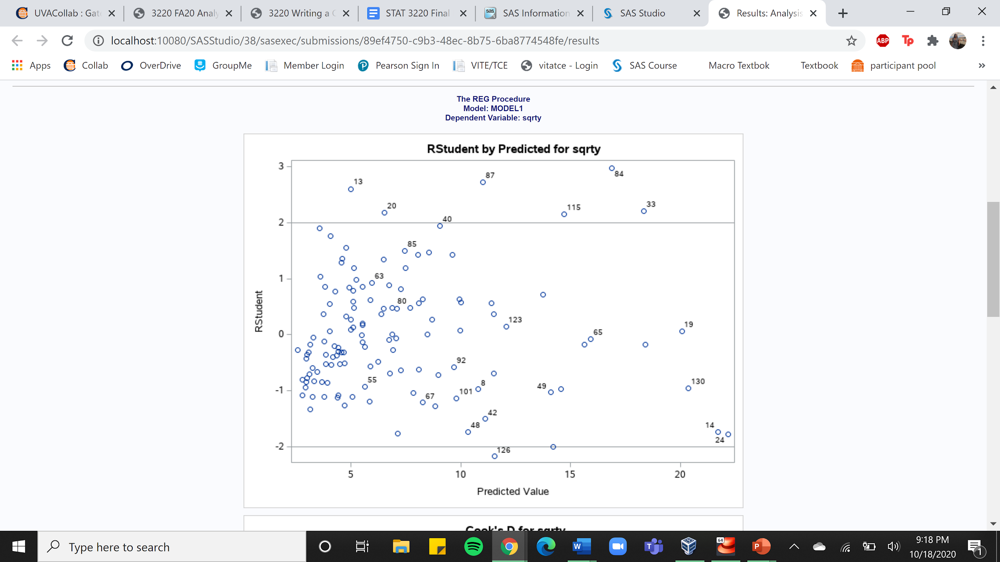 UVACollab : Gat
3220 FA20 Analy
3220 Writing a C
STAT 3220 Final
SAS Information
SAS Studio
Results: Analysis
localhost:10080/SASStudio/38/sasexec/submissions/89ef4750-c9b3-48ec-8b75-6ba8774548fe/results
ABP
Tp
Apps
Collab
OverDrive
GroupMe
Member Login
Pearson Sign In
VITE/TCE
vitatce - Login
SAS Course
Macro Textbok
Textbook
participant pool
»
The REG Procedure
Model: MODEL1
Dependent Variable: sqrty
RStudent by Predicted for sqrty
3
84
87
13
33
115
20
2
40
85
1
63
80
RStudent
123
19
0
65
92
130
55
8
49
-1
101
67
42
48
14
24
-2
126
5
10
15
20
Predicted Value
Cook's D for sqrty
Type here to search
64
9:18 PM
10/18/2020
1